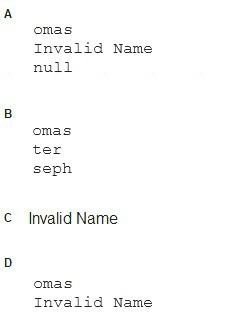 A
omas
Invalid Name
null
B
omas
ter
seph
C Invalid Name
D
omas
Invalid Name